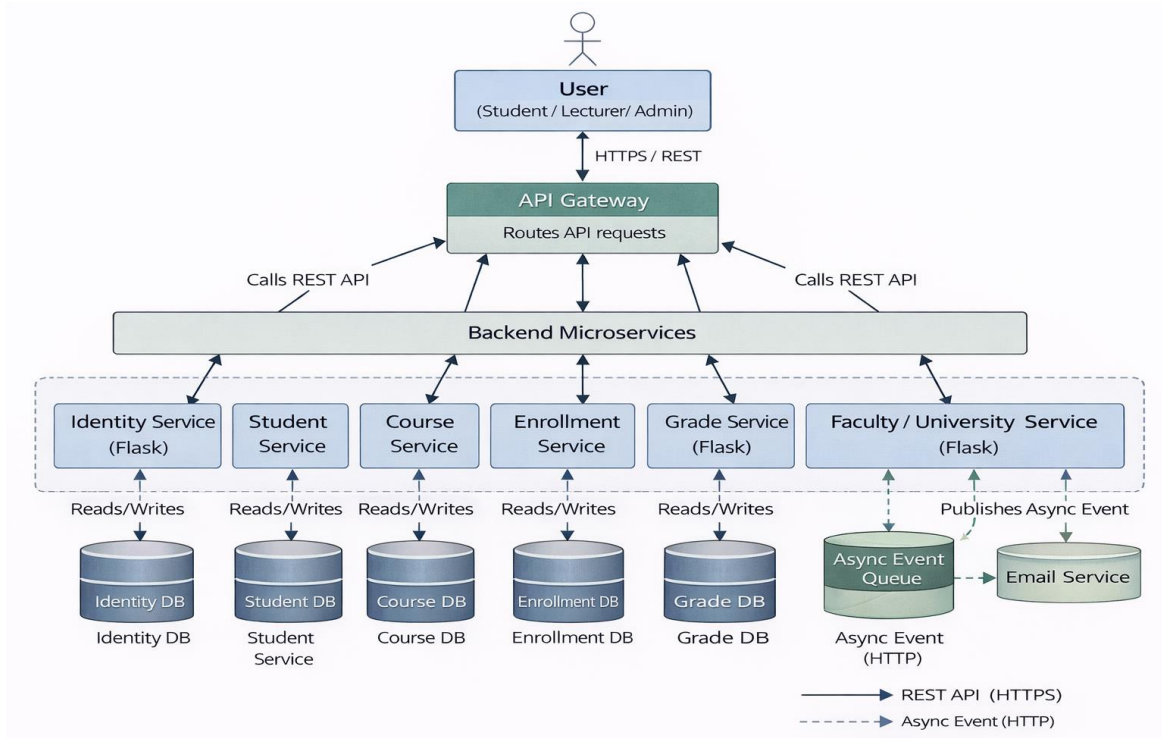 User
(Student / Lecturer/ Admin)
HTTPS / REST
API Gateway
Routes API requests
Calls REST API
Calls REST API
Backend Microservices
Identity Service
(Flask)
Student
Service
Course
Service
Enrollment
Service
Grade Service
(Flask)
Faculty / University Service
(Flask)
Reads/Writes
Reads/Writes
Reads/Writes
Reads/Writes
Reads/Writes
Publishes Async Event
Identity DB
Student DB
Course DB
Enrollment DB
Grade DB
Async Event
Queue
Email Service
Identity DB
Student
Service
Course DB
Enrollment DB
Grade DB
Async Event
(HTTP)
REST API (HTTPS)
Async Event (HTTP)